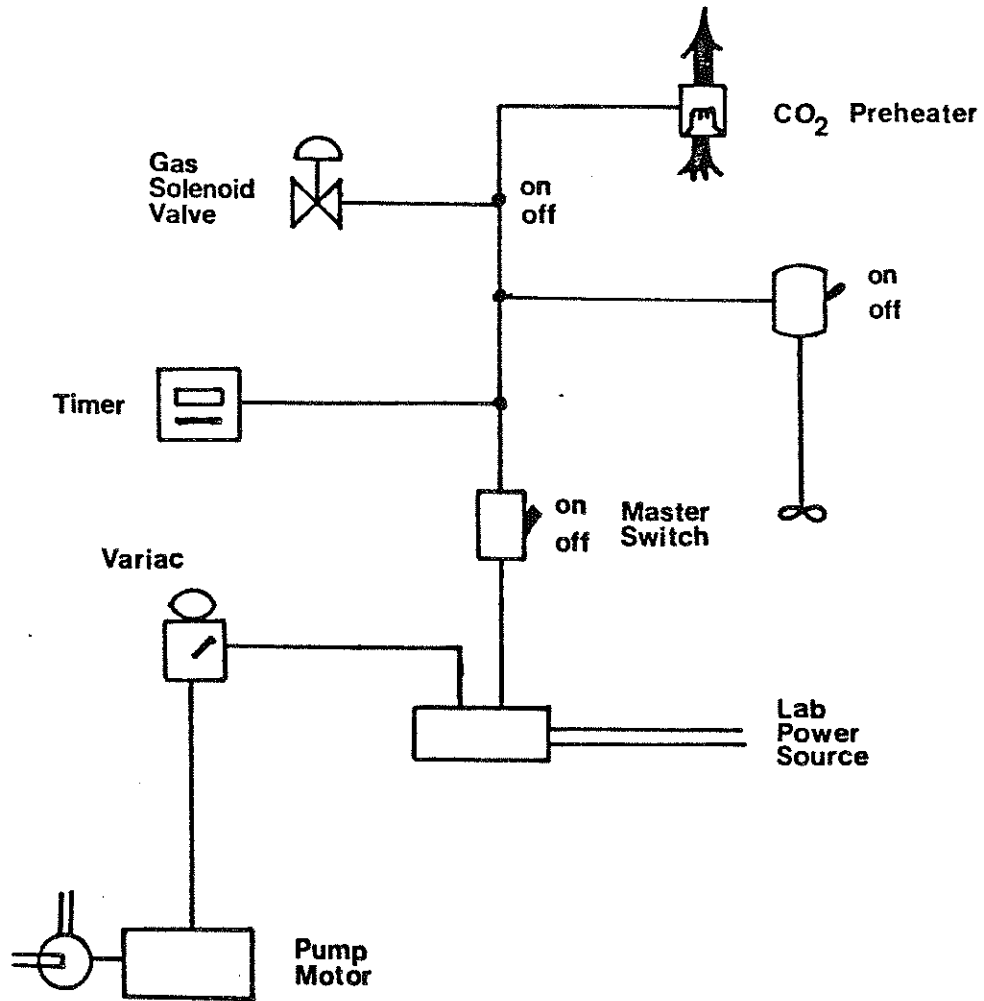 CO₂ Preheater
Gas
Solenoid
Valve
on
off
on
off
Timer
on
off
Master
Switch
Variac
Lab
Power
Source
Pump
Motor